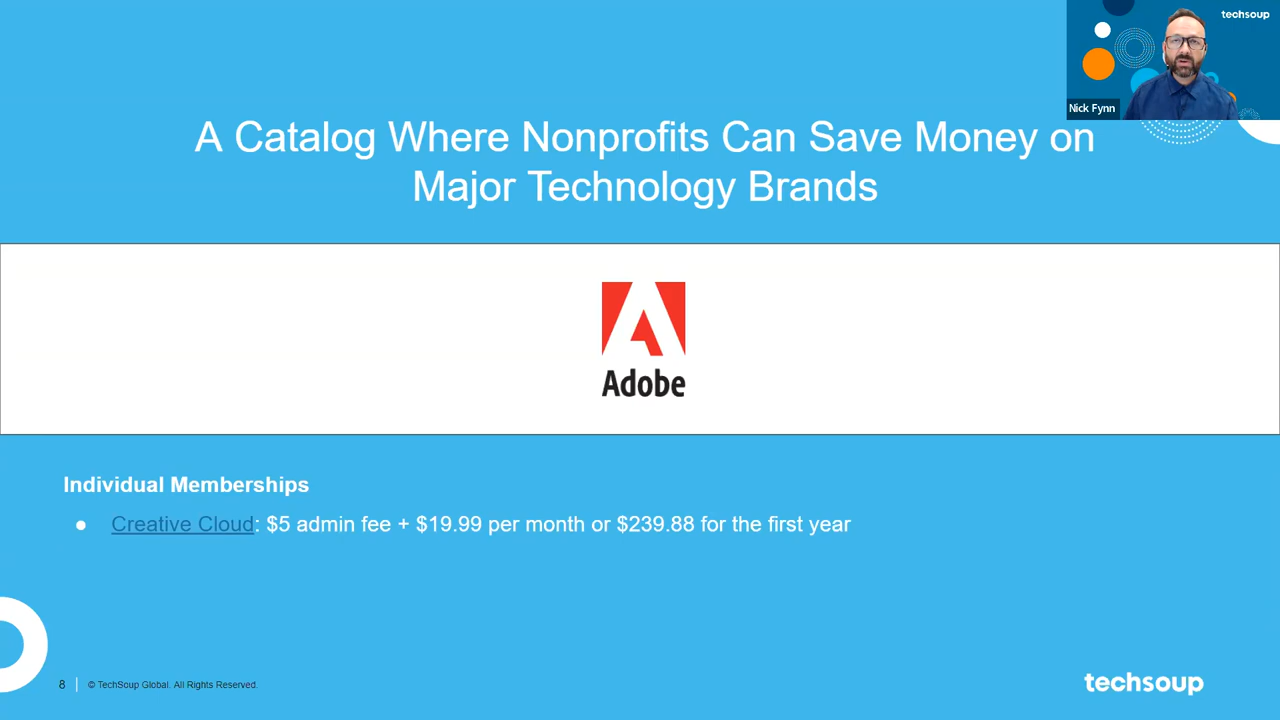 techsoup
Nick Fynn
A Catalog Where Nonprofits Can Save Money on
Major Technology Brands
Adobe
Individual Memberships
● Creative Cloud: $5 admin fee + $19.99 per month or $239.88 for the first year
8 | © TechSoup Global. All Rights Reserved.
techsoup